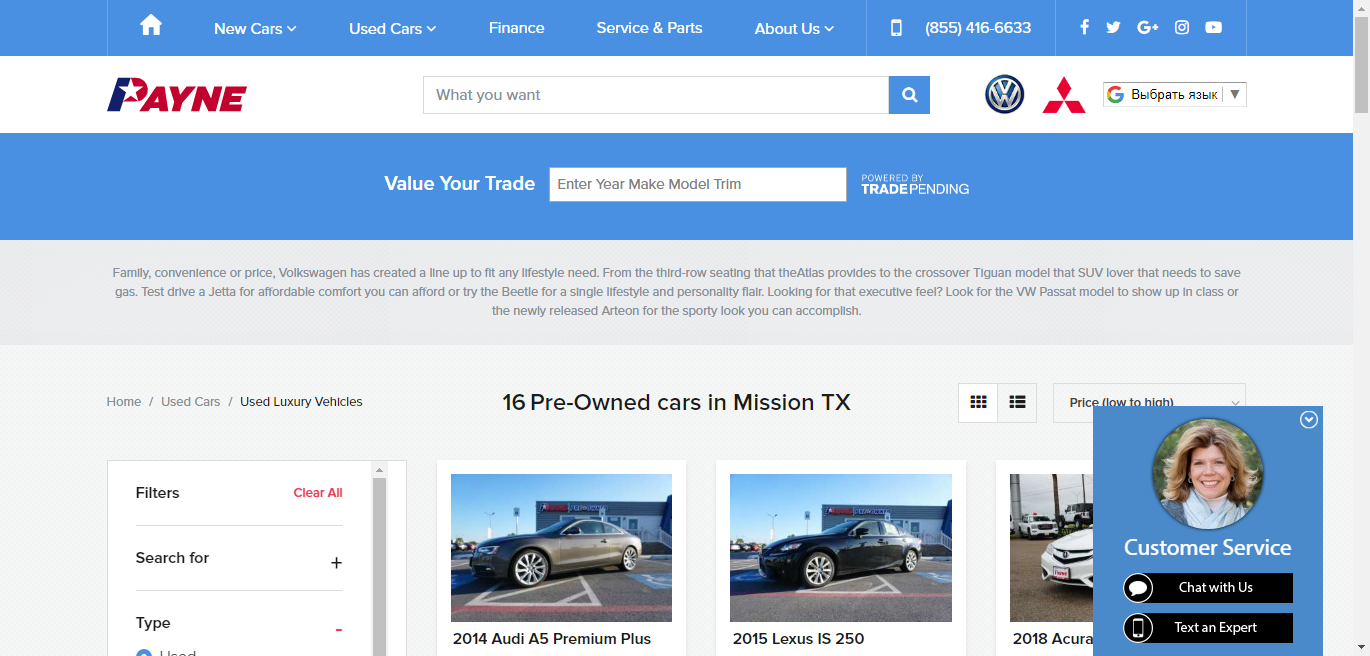 New Cars
Used Cars
Finance
Service & Parts
About Us
(855) 416-6633
PAYNE
What you want
Выбрать язык
Value Your Trade
Enter Year Make Model Trim
POWERED BY
TRADEPENDING
Family, convenience or price, Volkswagen has created a line up to fit any lifestyle need. From the third-row seating that theAtlas provides to the crossover Tiguan model that SUV lover that needs to save
gas. Test drive a Jetta for affordable comfort you can afford or try the Beetle for a single lifestyle and personality flair. Looking for that executive feel? Look for the VW Passat model to show up in class or
the newly released Arteon for the sporty look you can accomplish.
Home / Used Cars / Used Luxury Vehicles
16 Pre-Owned cars in Mission TX
Price (low to high)
Filters
Clear All
Search for
+
Type
-
Used
2014 Audi A5 Premium Plus
2015 Lexus IS 250
2018 Acura
Customer Service
Chat with Us
Text an Expert